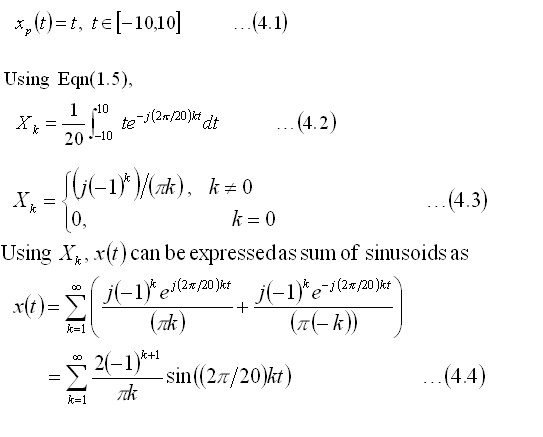 x_p(t)=t, t∈[−10,10] …(4.1)
Using Eqn(1.5),
X_k = 1/20 ∫_{−10}^{10} te^{−j(2π/20)kt}dt …(4.2)
X_k = {(j(−1)^k)/(πk), k≠0
0, k=0 …(4.3)
Using X_k, x(t) can be expressed as sum of sinusoids as
x(t)= ∑_{k=1}^{∞} ( j(−1)^k e^{j(2π/20)kt} / (πk) + j(−1)^k e^{−j(2π/20)kt} / (π(−k)) )
= ∑_{k=1}^{∞} 2(−1)^{k+1} / πk sin((2π/20)kt) …(4.4)